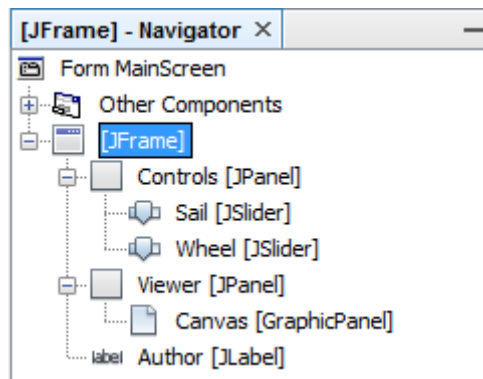 [JFrame] - Navigator ×
Form MainScreen
Other Components
[JFrame]
Controls [JPanel]
Sail [JSlider]
Wheel [JSlider]
Viewer [JPanel]
Canvas [GraphicPanel]
label Author [JLabel]